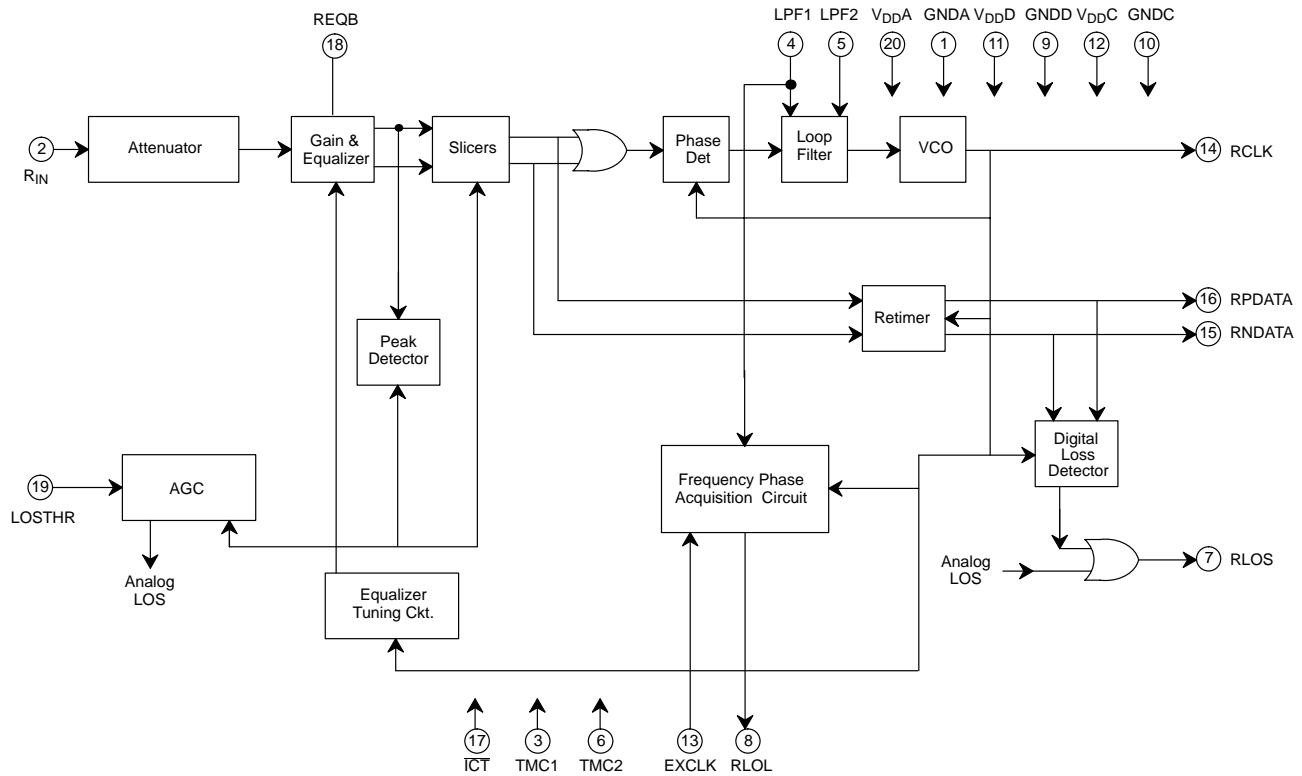 REQB
18
LPF1 LPF2 VDDA GNDA VDDD GNDD VDDC GNDC
4 5 20 1 11 9 12 10
2
RIN
Attenuator
Gain &
Equalizer
Slicers
Phase
Det
Loop
Filter
VCO
14 RCLK
Retimer
16 RPDATA
15 RNDATA
Peak
Detector
19
LOSTHR
AGC
Frequency Phase
Acquisition Circuit
Digital
Loss
Detector
Analog
LOS
Equalizer
Tuning Ckt.
Analog
LOS
7 RLOS
17 3 6 13 8
ICT TMC1 TMC2 EXCLK RLOL